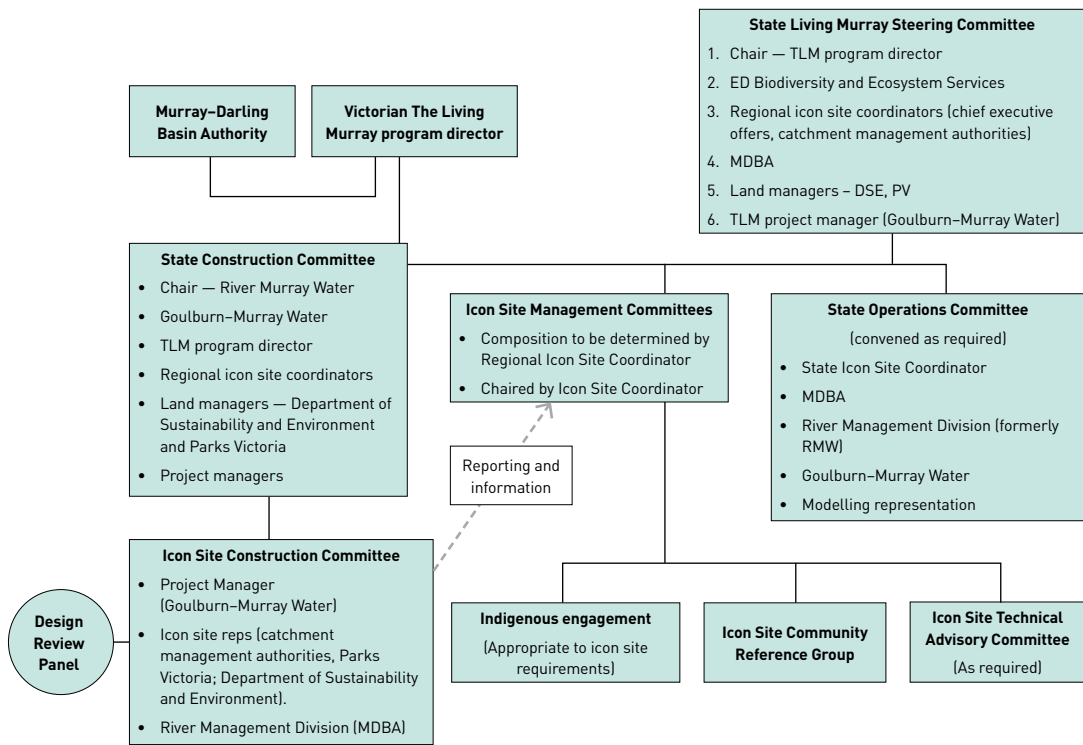 State Living Murray Steering Committee
1. Chair — TLM program director
2. ED Biodiversity and Ecosystem Services
3. Regional icon site coordinators (chief executive
offers, catchment management authorities)
4. MDBA
5. Land managers – DSE, PV
6. TLM project manager (Goulburn–Murray Water)
Murray–Darling
Basin Authority
Victorian The Living
Murray program director
State Construction Committee
• Chair — River Murray Water
• Goulburn–Murray Water
• TLM program director
• Regional icon site coordinators
• Land managers — Department of
Sustainability and Environment
and Parks Victoria
• Project managers
Icon Site Management Committees
• Composition to be determined by
Regional Icon Site Coordinator
• Chaired by Icon Site Coordinator
State Operations Committee
(convened as required)
• State Icon Site Coordinator
• MDBA
• River Management Division (formerly
RMW)
• Goulburn–Murray Water
• Modelling representation
Reporting and
information
Icon Site Construction Committee
• Project Manager
(Goulburn–Murray Water)
• Icon site reps (catchment
management authorities, Parks
Victoria; Department of Sustainability
and Environment).
• River Management Division (MDBA)
Design
Review
Panel
Indigenous engagement
(Appropriate to icon site
requirements)
Icon Site Community
Reference Group
Icon Site Technical
Advisory Committee
(As required)